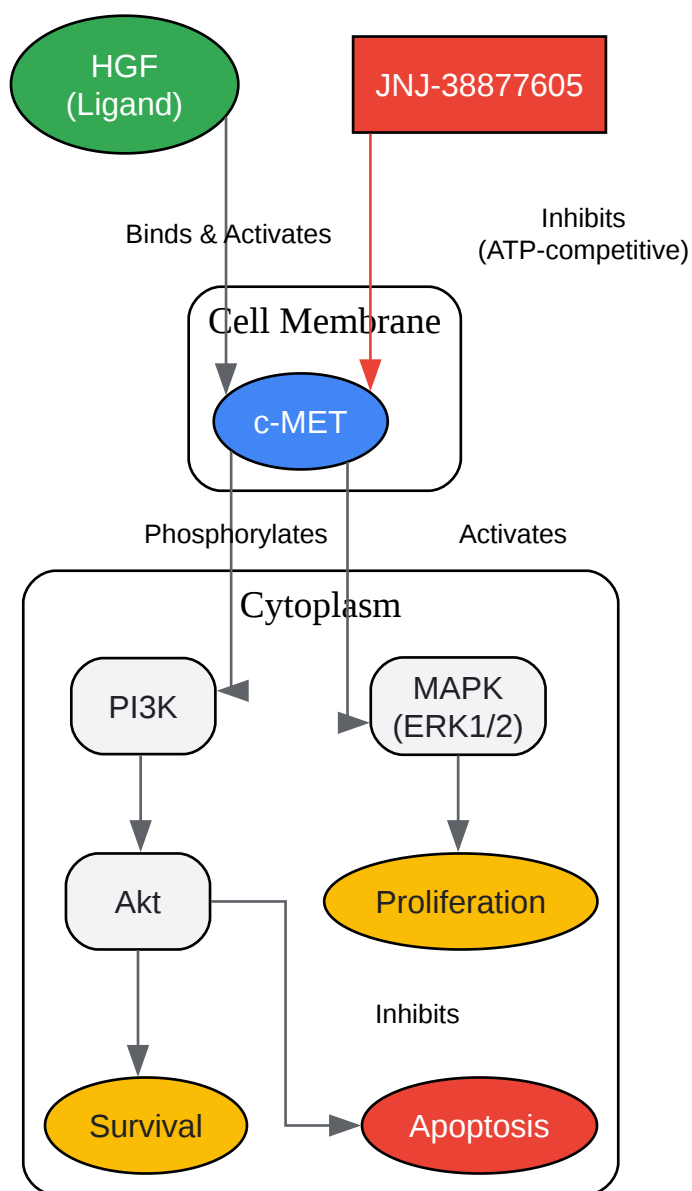 HGF
(Ligand)
JNJ-38877605
Binds & Activates
Inhibits
(ATP-competitive)
Cell Membrane
c-MET
Phosphorylates
Activates
Cytoplasm
PI3K
MAPK
(ERK1/2)
Akt
Proliferation
Inhibits
Survival
Apoptosis